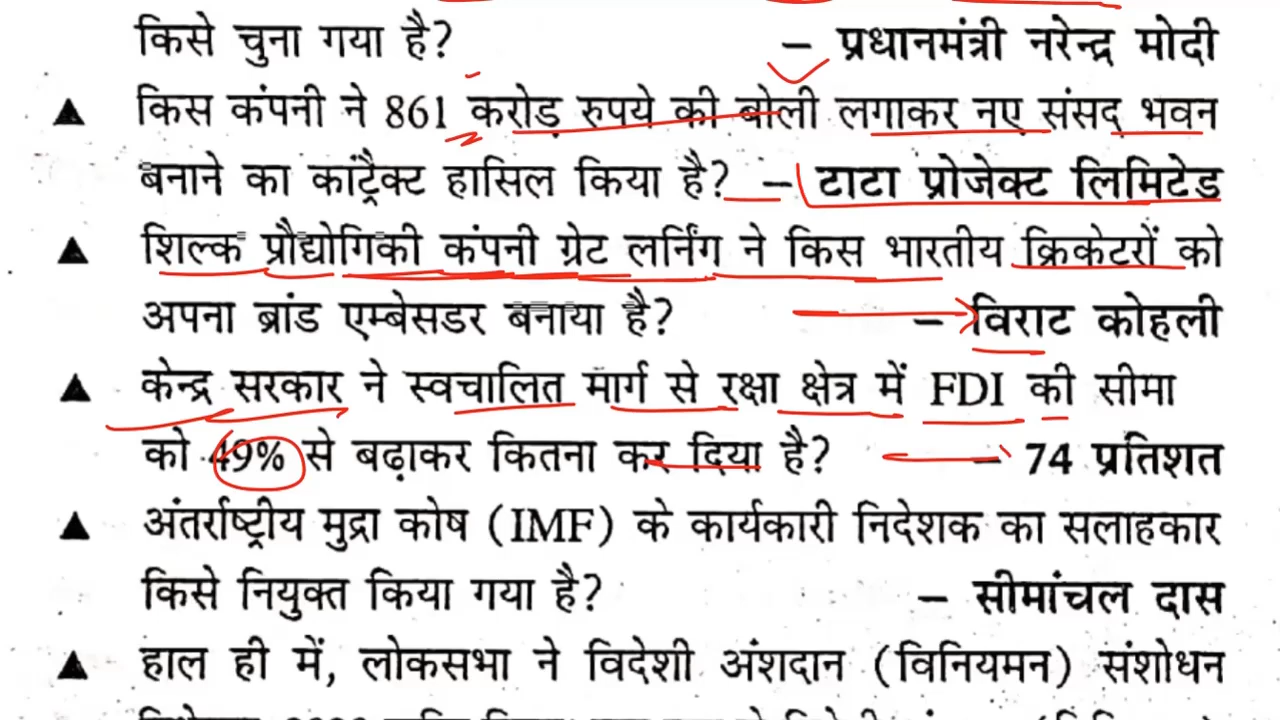 किसे चुना गया है? – प्रधानमंत्री नरेन्द्र मोदी
▲ किस कंपनी ने 861 करोड़ रुपये की बोली लगाकर नए संसद भवन
बनाने का कांट्रैक्ट हासिल किया है? – टाटा प्रोजेक्ट लिमिटेड
▲ शिल्क प्रौद्योगिकी कंपनी ग्रेट लर्निंग ने किस भारतीय क्रिकेटरों को
अपना ब्रांड एम्बेसडर बनाया है? – विराट कोहली
▲ केन्द्र सरकार ने स्वचालित मार्ग से रक्षा क्षेत्र में FDI की सीमा
को 49% से बढ़ाकर कितना कर दिया है? – 74 प्रतिशत
▲ अंतर्राष्ट्रीय मुद्रा कोष (IMF) के कार्यकारी निदेशक का सलाहकार
किसे नियुक्त किया गया है? – सीमांचल दास
▲ हाल ही में, लोकसभा ने विदेशी अंशदान (विनियमन) संशोधन